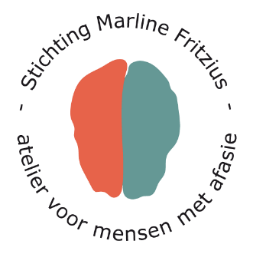 - Stichting Marline Fritzius -
atelier voor mensen met afasie